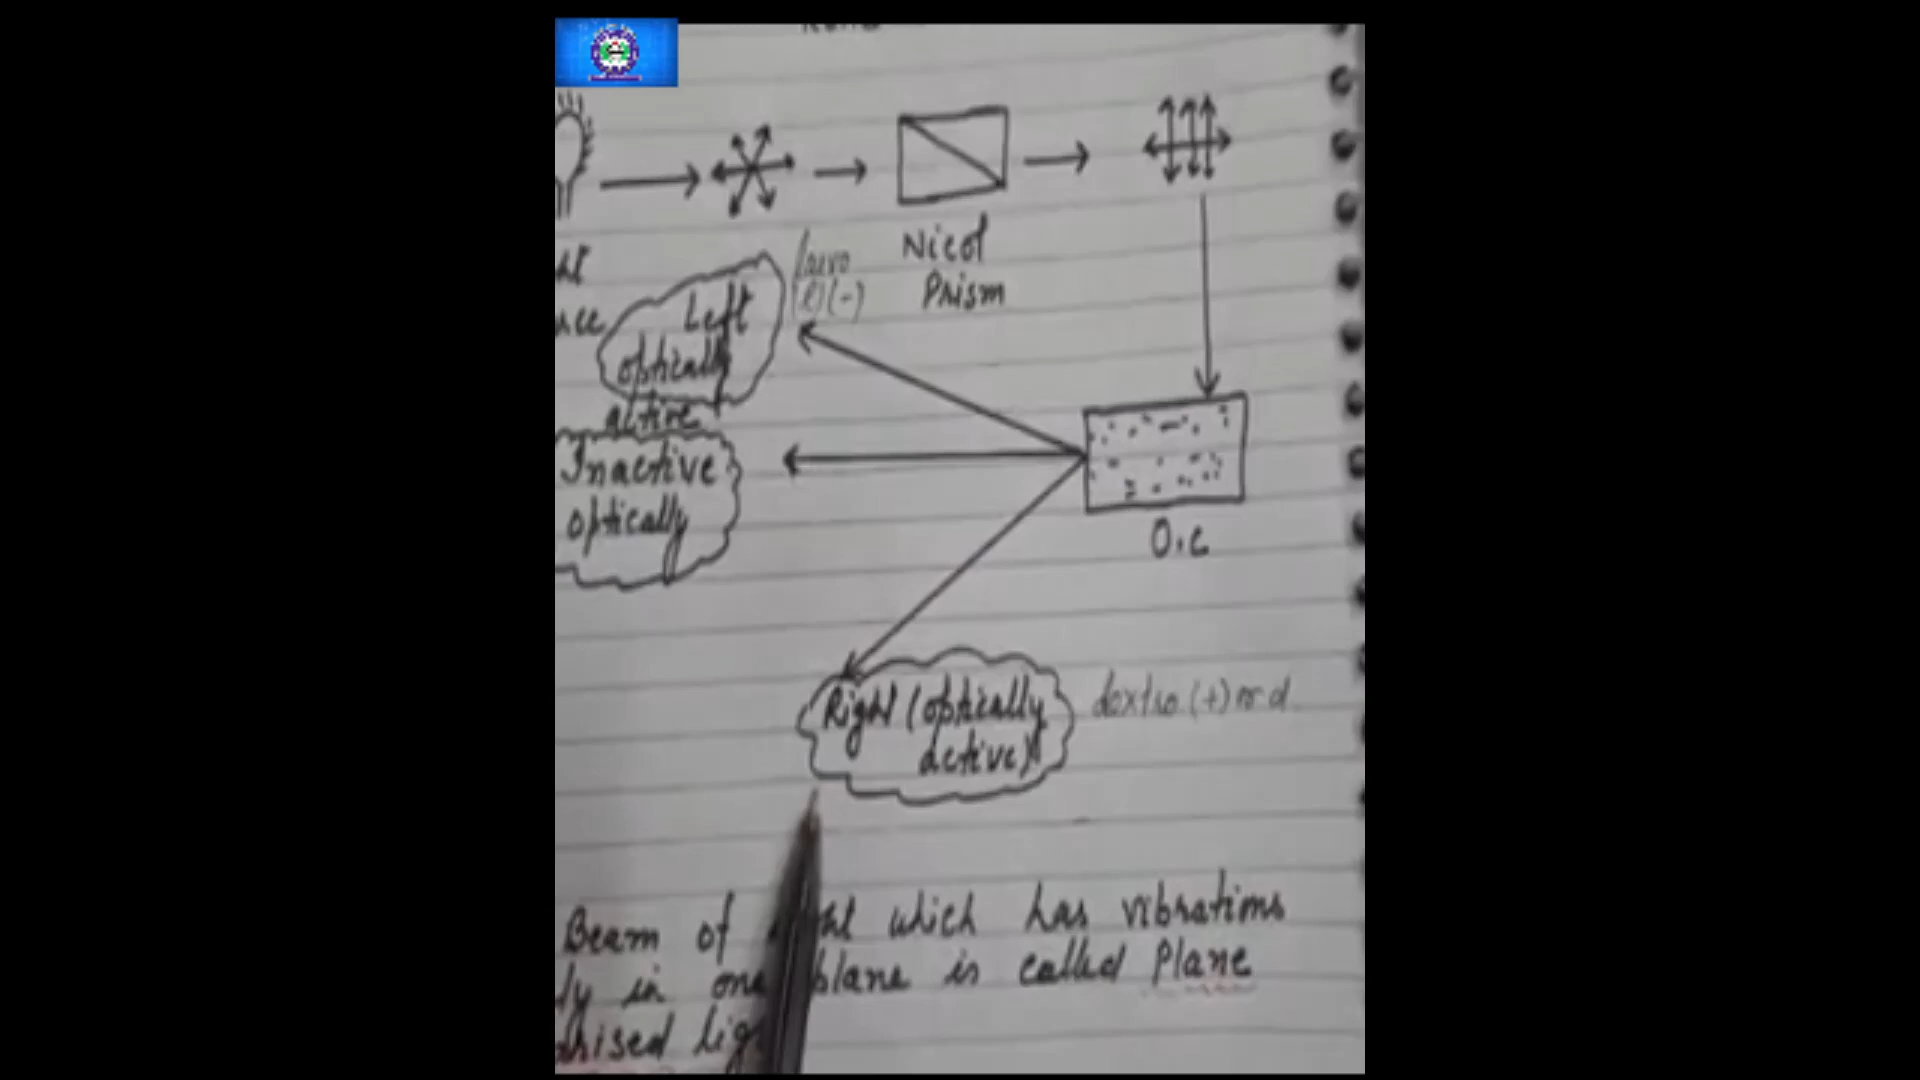 Nicol
Prism
(l)(-)
Left
optically
active
Inactive
optically
O.C
Right (optically
active)
dextro (+) or d
Beam of which has vibrations
in one plane is called Plane